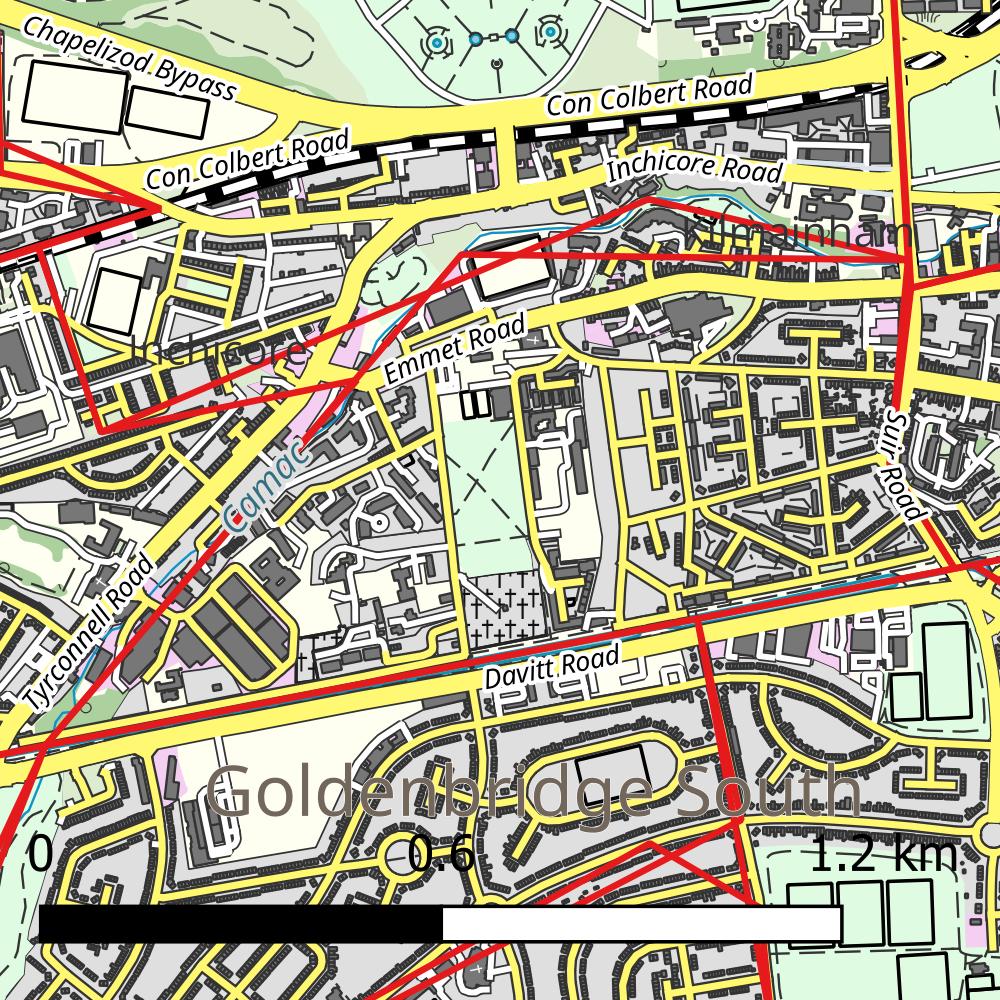 Chapelizod Bypass
Con Colbert Road
Con Colbert Road
Inchicore Road
Kilmainham
Inchicore
Emmet Road
Suir Road
Camac
Tyrconnell Road
Davitt Road
Goldenbridge South
0 0.6 1.2 km